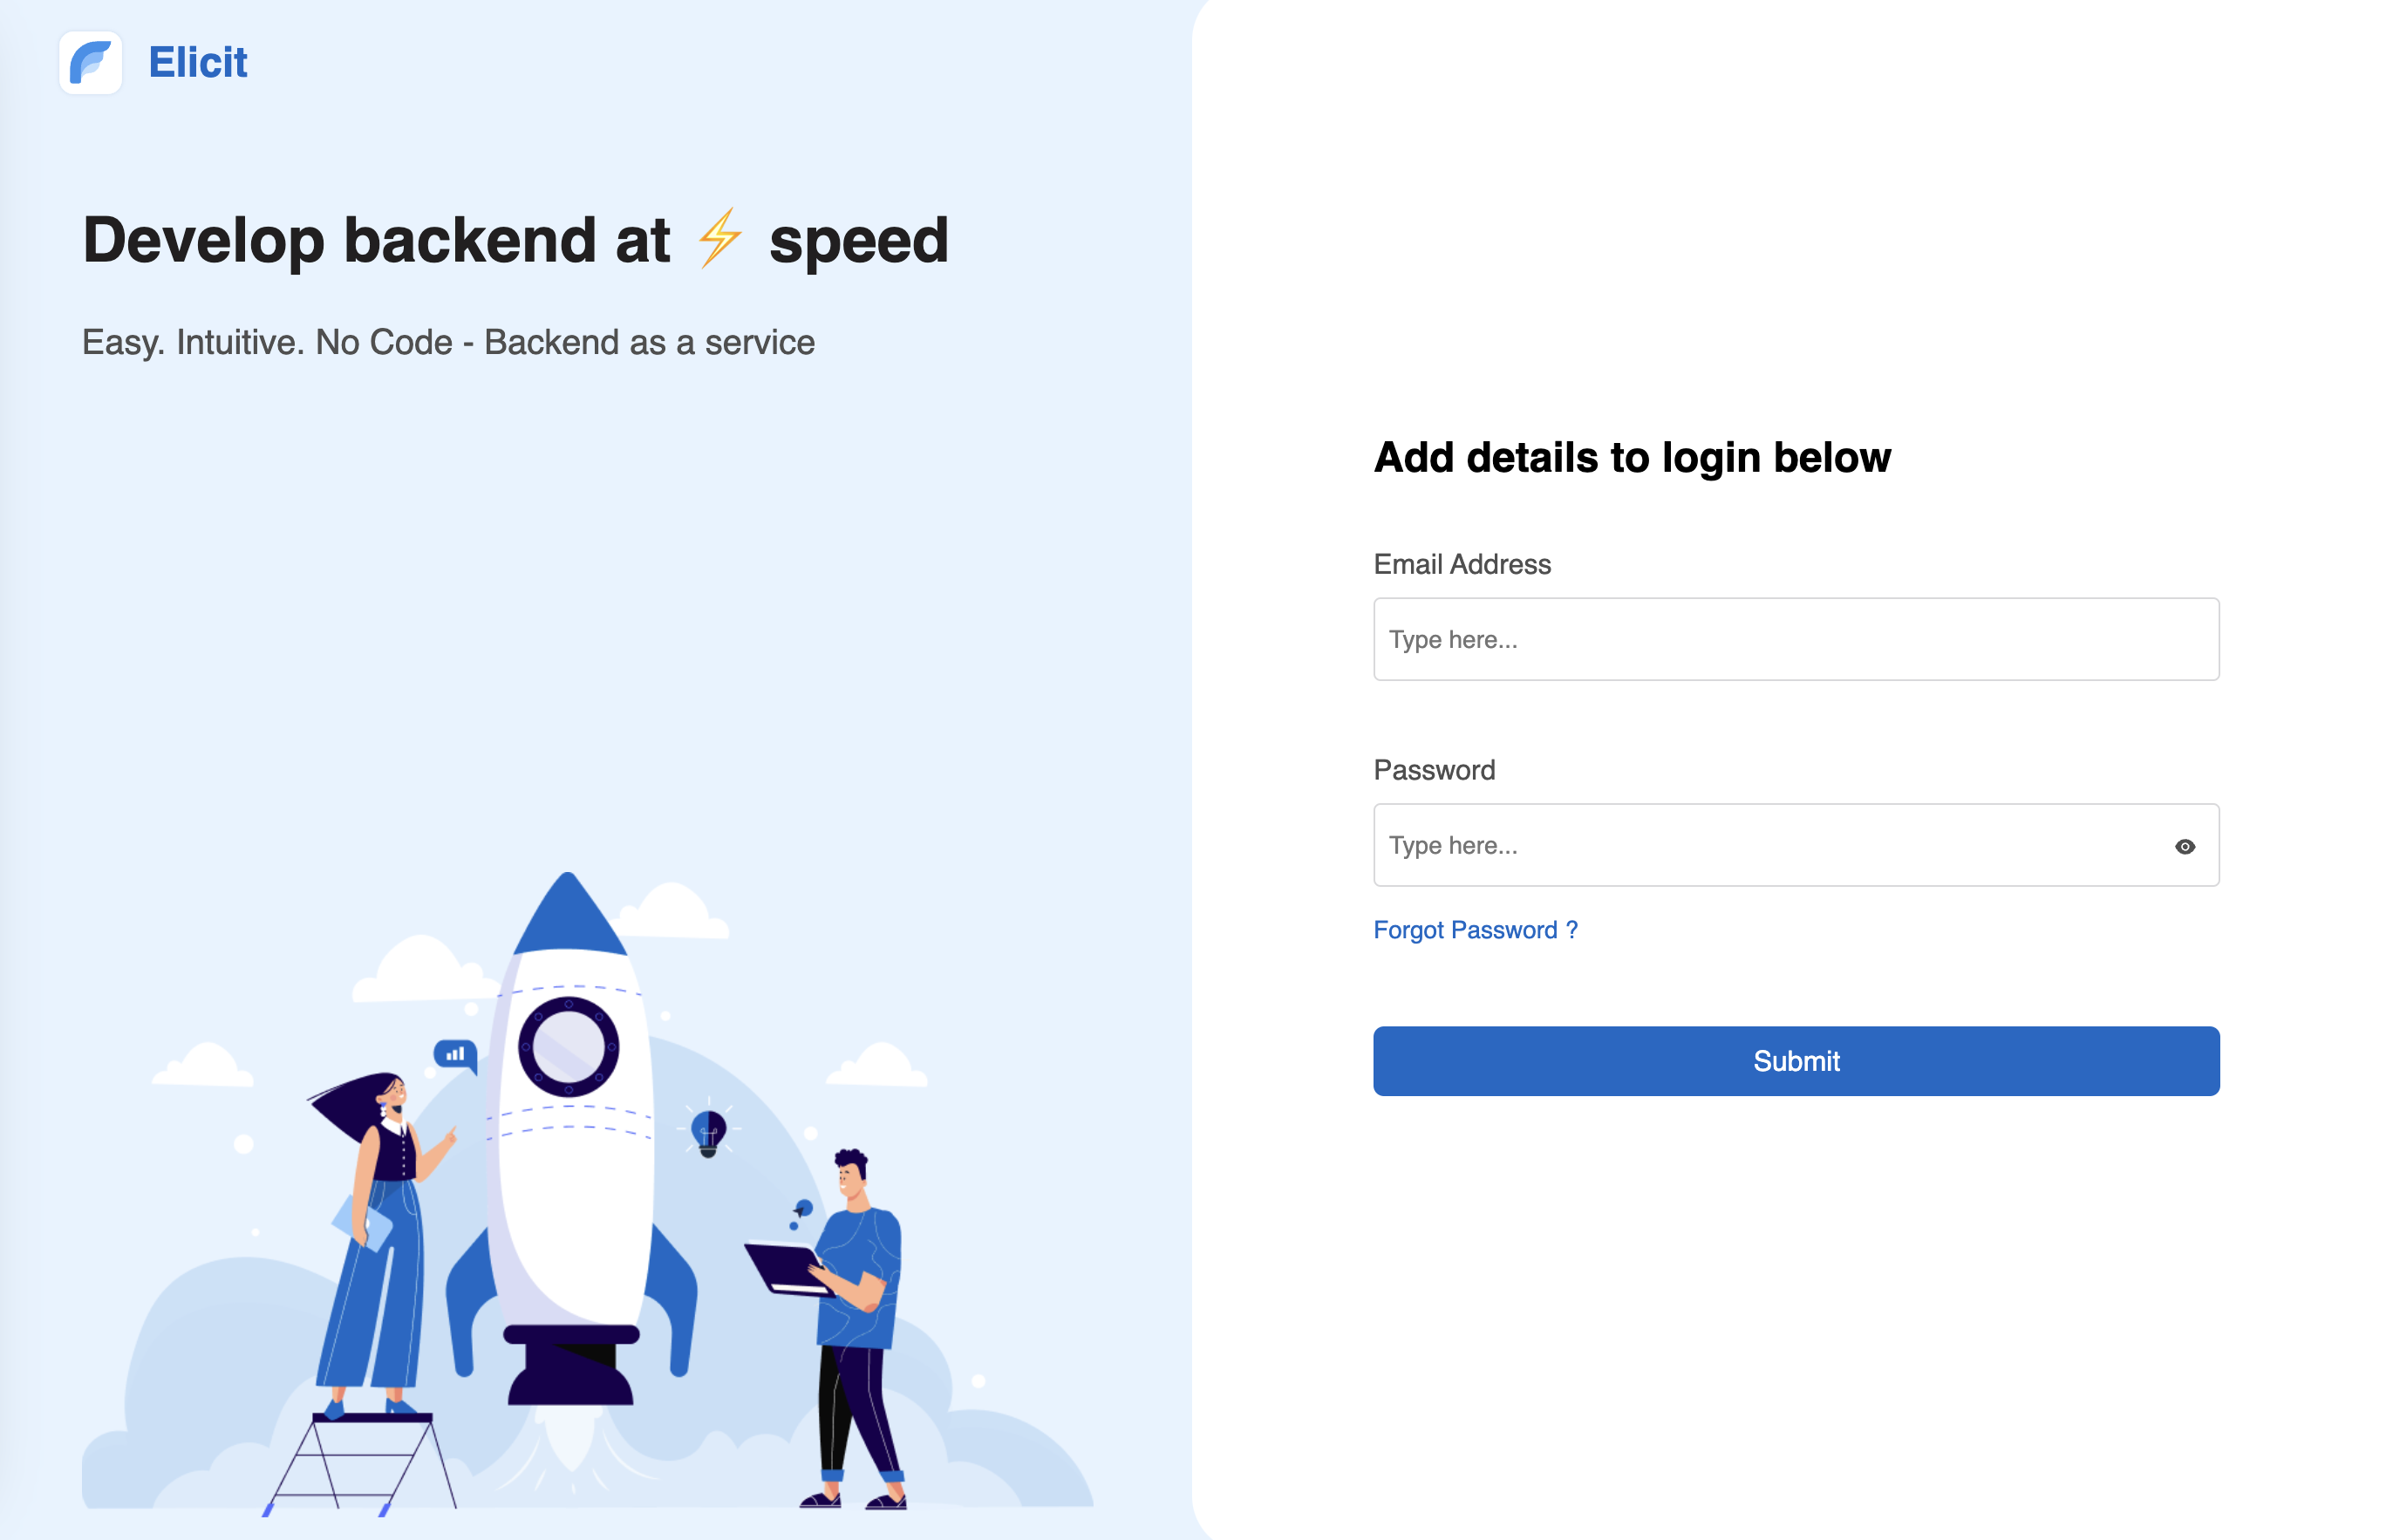 Elicit
Develop backend at ⚡ speed
Easy. Intuitive. No Code - Backend as a service
Add details to login below
Email Address
Type here...
Password
Type here...
Forgot Password ?
Submit